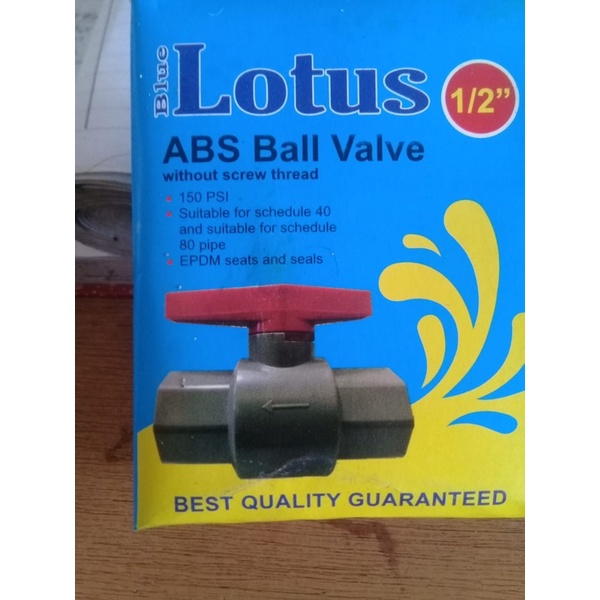 Blue Lotus 1/2”
ABS Ball Valve
without screw thread
• 150 PSI
• Suitable for schedule 40
and suitable for schedule
80 pipe
• EPDM seats and seals
BEST QUALITY GUARANTEED